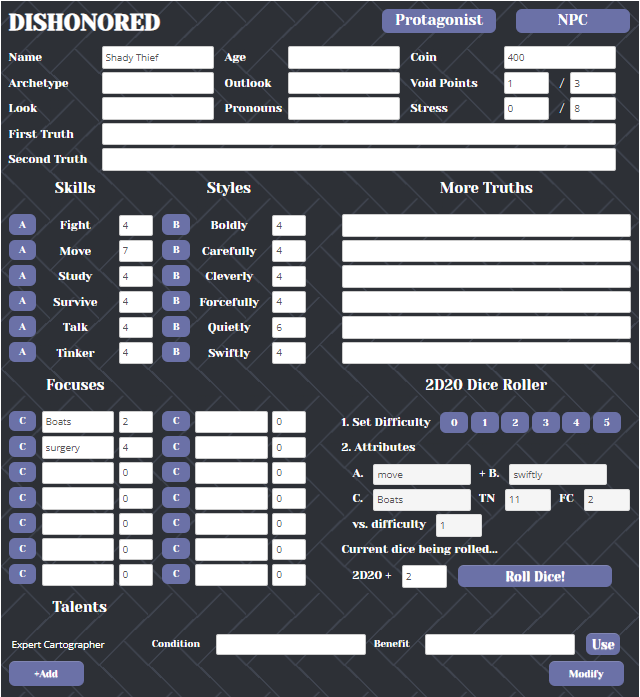 DISHONORED Protagonist NPC
Name Shady Thief Age Coin 400
Archetype Outlook Void Points 1 / 3
Look Pronouns Stress 0 / 8
First Truth
Second Truth
Skills Styles More Truths
A Fight 4 B Boldly 4
A Move 7 B Carefully 4
A Study 4 B Cleverly 4
A Survive 4 B Forcefully 4
A Talk 4 B Quietly 6
A Tinker 4 B Swiftly 4
Focuses 2D20 Dice Roller
C Boats 2 C 0 1. Set Difficulty 0 1 2 3 4 5
C surgery 4 C 0 2. Attributes
C 0 C 0 A. move + B. swiftly
C 0 C 0 C. Boats TN 11 FC 2
C 0 C 0 vs. difficulty 1
C 0 C 0 Current dice being rolled...
C 0 C 0 2D20 + 2 Roll Dice!
Talents
Expert Cartographer Condition Benefit Use
+Add Modify